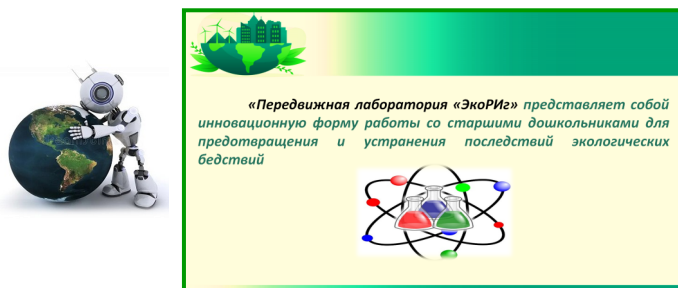 «Передвижная лаборатория «ЭкоРИг» представляет собой
инновационную форму работы со старшими дошкольниками для
предотвращения и устранения последствий экологических
бедствий